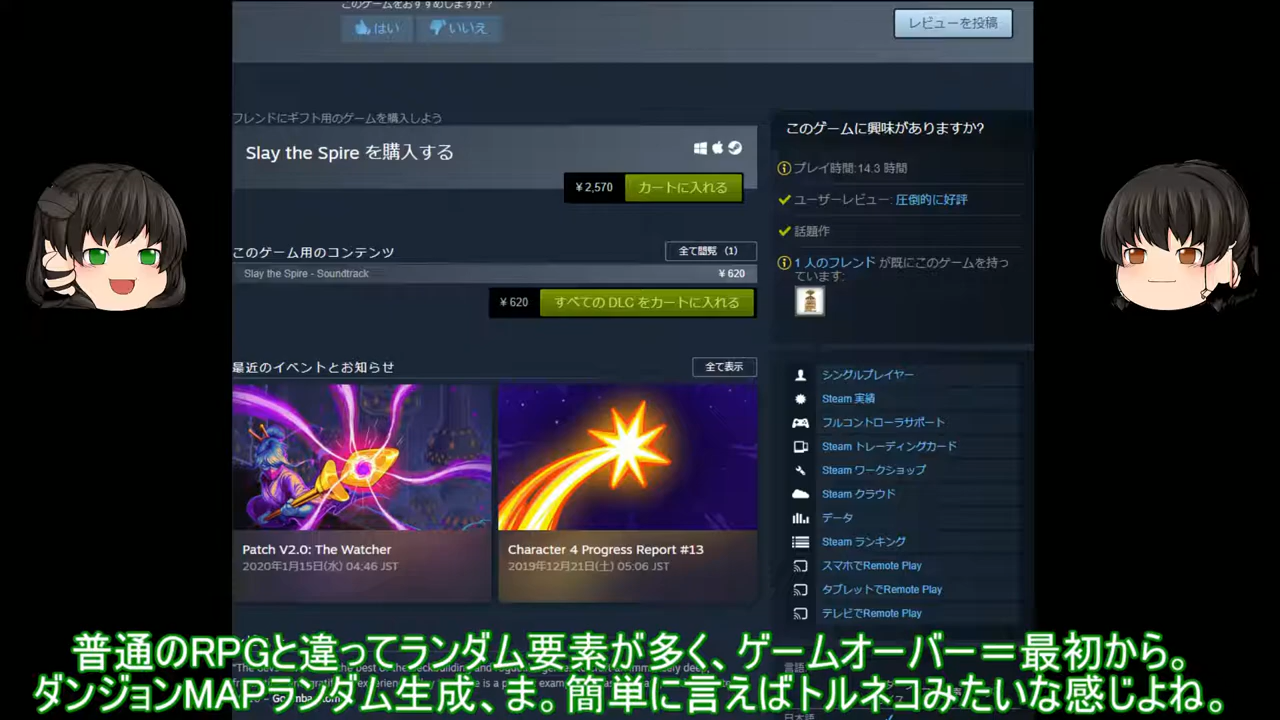 このゲームをおすすめしますか?
はい
いいえ
レビューを投稿
フレンドにギフト用のゲームを購入しよう
Slay the Spire を購入する
¥ 2,570
カートに入れる
このゲーム用のコンテンツ
全て閲覧 (1)
Slay the Spire - Soundtrack
¥ 620
¥ 620
すべての DLC をカートに入れる
最近のイベントとお知らせ
全て表示
Patch V2.0: The Watcher
2020年1月15日(水) 04:46 JST
Character 4 Progress Report #13
2019年12月21日(土) 05:06 JST
このゲームに興味がありますか?
プレイ時間:14.3 時間
ユーザーレビュー: 圧倒的に好評
話題作
1 人のフレンド が既にこのゲームを持っ
ています:
シングルプレイヤー
Steam 実績
フルコントローラサポート
Steam トレーディングカード
Steam ワークショップ
Steam クラウド
データ
Steam ランキング
スマホでRemote Play
タブレットでRemote Play
テレビでRemote Play
言語
日本語
普通のRPGと違ってランダム要素が多く、ゲームオーバー=最初から。
ダンジョンMAPランダム生成、ま。簡単に言えばトルネコみたいな感じよね。